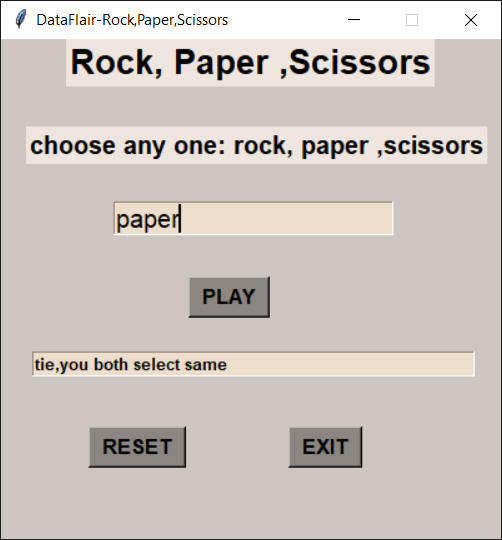 DataFlair-Rock,Paper,Scissors
Rock, Paper ,Scissors
choose any one: rock, paper ,scissors
paper
PLAY
tie,you both select same
RESET EXIT